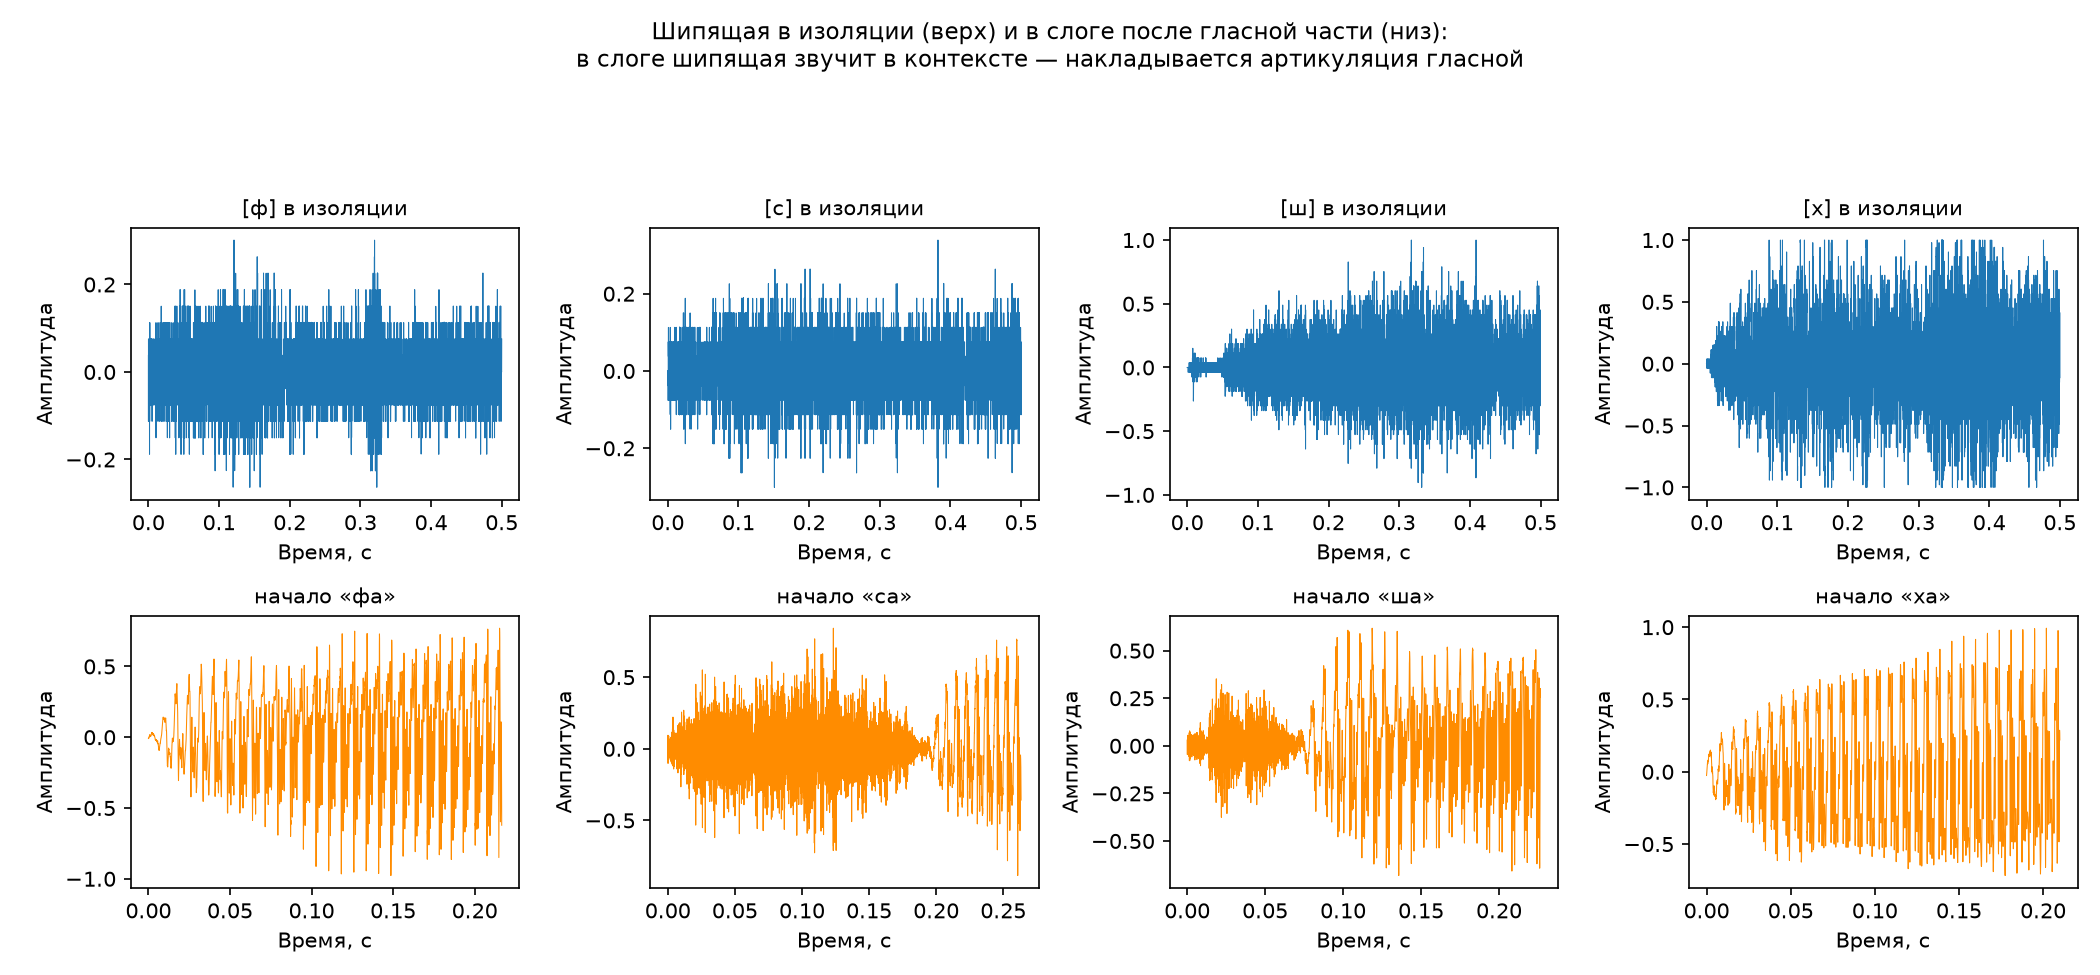 Шипящая в изоляции (верх) и в слоге после гласной части (низ):
в слоге шипящая звучит в контексте — накладывается артикуляция гласной
[ф] в изоляции
[с] в изоляции
[ш] в изоляции
[х] в изоляции
Амплитуда
0.2
0.0
−0.2
0.0 0.1 0.2 0.3 0.4 0.5
Время, с
Амплитуда
0.2
0.0
−0.2
0.0 0.1 0.2 0.3 0.4 0.5
Время, с
Амплитуда
1.0
0.5
0.0
−0.5
−1.0
0.0 0.1 0.2 0.3 0.4 0.5
Время, с
Амплитуда
1.0
0.5
0.0
−0.5
−1.0
0.0 0.1 0.2 0.3 0.4 0.5
Время, с
начало «фа»
начало «са»
начало «ша»
начало «ха»
Амплитуда
0.5
0.0
−0.5
−1.0
0.00 0.05 0.10 0.15 0.20
Время, с
Амплитуда
0.5
0.0
−0.5
0.00 0.05 0.10 0.15 0.20 0.25
Время, с
Амплитуда
0.50
0.25
0.00
−0.25
−0.50
0.00 0.05 0.10 0.15 0.20
Время, с
Амплитуда
1.0
0.5
0.0
−0.5
0.00 0.05 0.10 0.15 0.20
Время, с